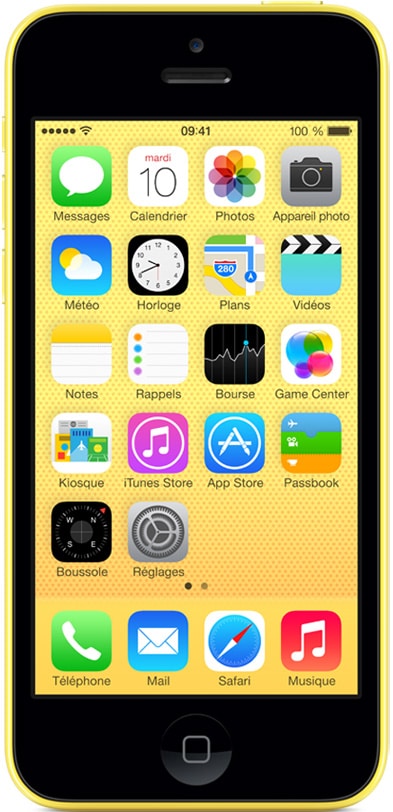 09:41 100 %
mardi
10
Messages Calendrier Photos Appareil photo
280
Météo Horloge Plans Vidéos
Notes Rappels Bourse Game Center
Kiosque iTunes Store App Store Passbook
N
W
E
S
Boussole Réglages
Téléphone Mail Safari Musique